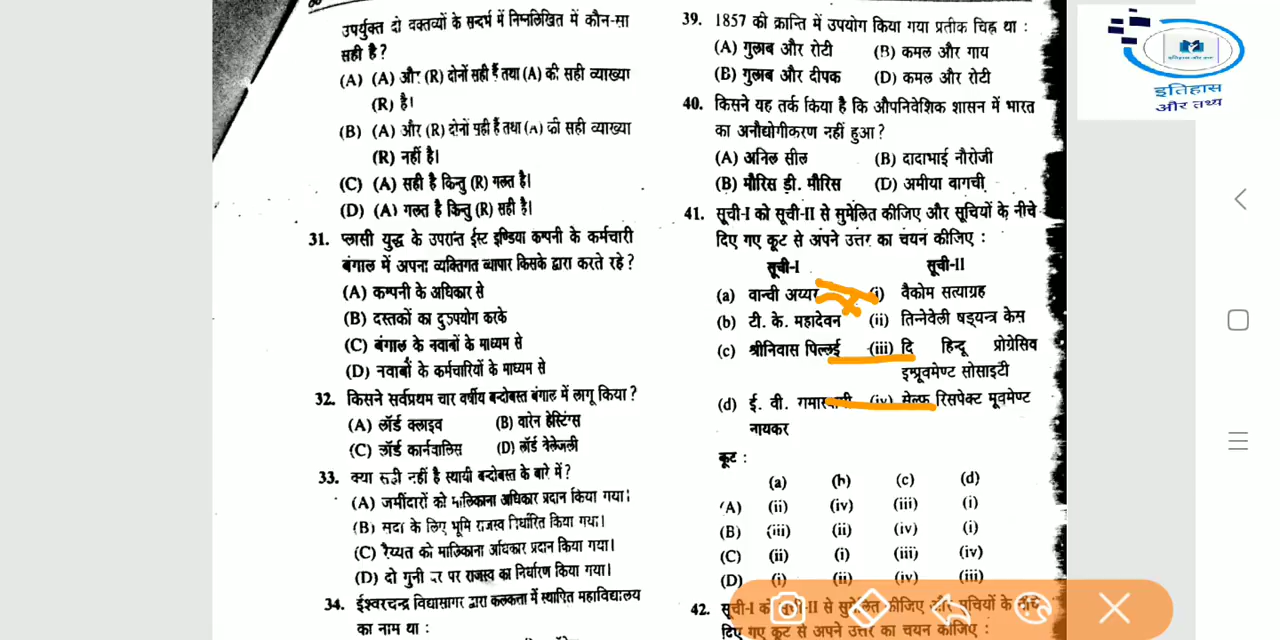 उपर्युक्त दो वक्तव्यों के सन्दर्भ में निम्नलिखित में कौन-सा
सही है?
(A) (A) और (R) दोनों सही हैं तथा (A) की सही व्याख्या
(R) है।
(B) (A) और (R) दोनों सही हैं तथा (A) की सही व्याख्या
(R) नहीं है।
(C) (A) सही है किन्तु (R) गलत है।
(D) (A) गलत है किन्तु (R) सही है।
31. प्लासी युद्ध के उपरान्त ईस्ट इण्डिया कम्पनी के कर्मचारी
बंगाल में अपना व्यक्तिगत व्यापार किसके द्वारा करते रहे?
(A) कम्पनी के अधिकार से
(B) दस्तकों का दुरुपयोग करके
(C) बंगाल के नवाबों के माध्यम से
(D) नवाबों के कर्मचारियों के माध्यम से
32. किसने सर्वप्रथम चार वर्षीय बन्दोबस्त बंगाल में लागू किया?
(A) लॉर्ड क्लाइव (B) वारेन हेस्टिंग्स
(C) लॉर्ड कार्नवालिस (D) लॉर्ड वेलेजली
33. क्या सही नहीं है स्थायी बन्दोबस्त के बारे में?
(A) जमींदारों को मालिकाना अधिकार प्रदान किया गया।
(B) सदा के लिए भूमि राजस्व निर्धारित किया गया।
(C) रैय्यत को मालिकाना अधिकार प्रदान किया गया।
(D) दो गुनी दर पर राजस्व का निर्धारण किया गया।
34. ईश्वरचन्द्र विद्यासागर द्वारा कलकता में स्थापित महाविद्यालय
का नाम था :
39. 1857 की क्रान्ति में उपयोग किया गया प्रतीक चिह्न था :
(A) गुलाब और रोटी (B) कमल और गाय
(B) गुलाब और दीपक (D) कमल और रोटी
40. किसने यह तर्क किया है कि औपनिवेशिक शासन में भारत
का अनौद्योगीकरण नहीं हुआ?
(A) अनिल सील (B) दादाभाई नौरोजी
(B) मौरिस डी. मौरिस (D) अमीया वागची
41. सूची-I को सूची-II से सुमेलित कीजिए और सूचियों के नीचे
दिए गए कूट से अपने उत्तर का चयन कीजिए :
सूची-I सूची-II
(a) वान्ची अय्यर (i) वैकोम सत्याग्रह
(b) टी. के. महादेवन (ii) तिन्नेवेली षड्यन्त्र केस
(c) श्रीनिवास पिल्लई (iii) दि हिन्दू प्रोग्रेसिव
इम्प्रूवमेण्ट सोसाइटी
(d) ई. वी. (iv) सेल्फ रिसपेक्ट मूवमेण्ट
नायकर
कूट :
(a) (b) (c) (d)
(A) (ii) (iv) (iii) (i)
(B) (iii) (ii) (iv) (i)
(C) (ii) (i) (iii) (iv)
(D) (i) (ii) (iv) (iii)
42. सूची-I को सूची-II से सुमेलित कीजिए और सूचियों के नीचे
दिए गए कूट से अपने उत्तर का चयन कीजिए :
इतिहास
और तथ्य